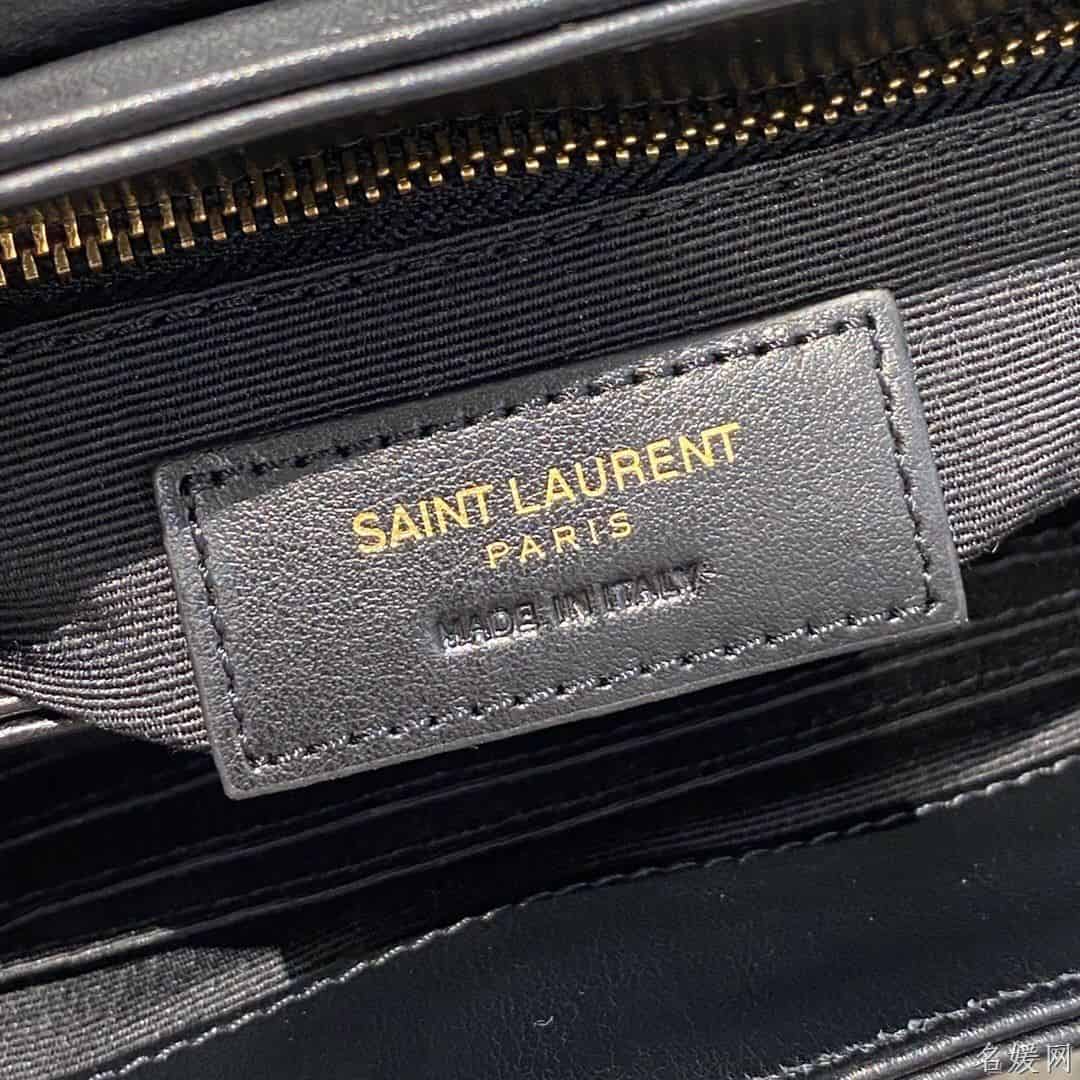 SAINT LAURENT
PARIS
MADE IN ITALY
名媛网